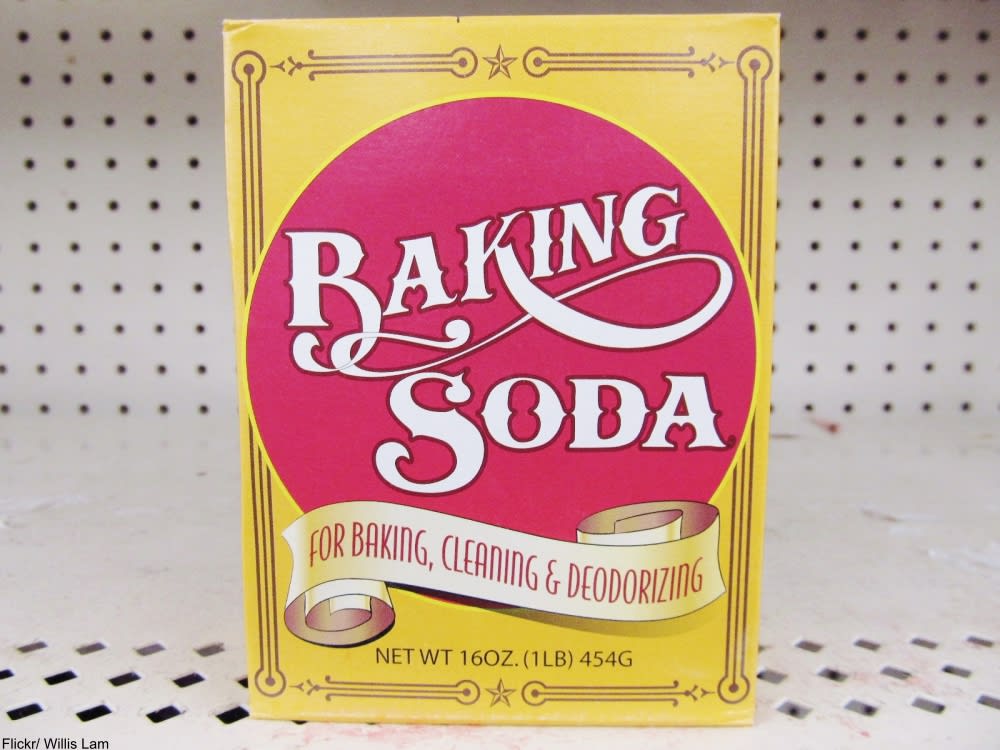 BAKING
SODA
FOR BAKING, CLEANING & DEODORIZING
NET WT 16OZ. (1LB) 454G
Flickr/ Willis Lam